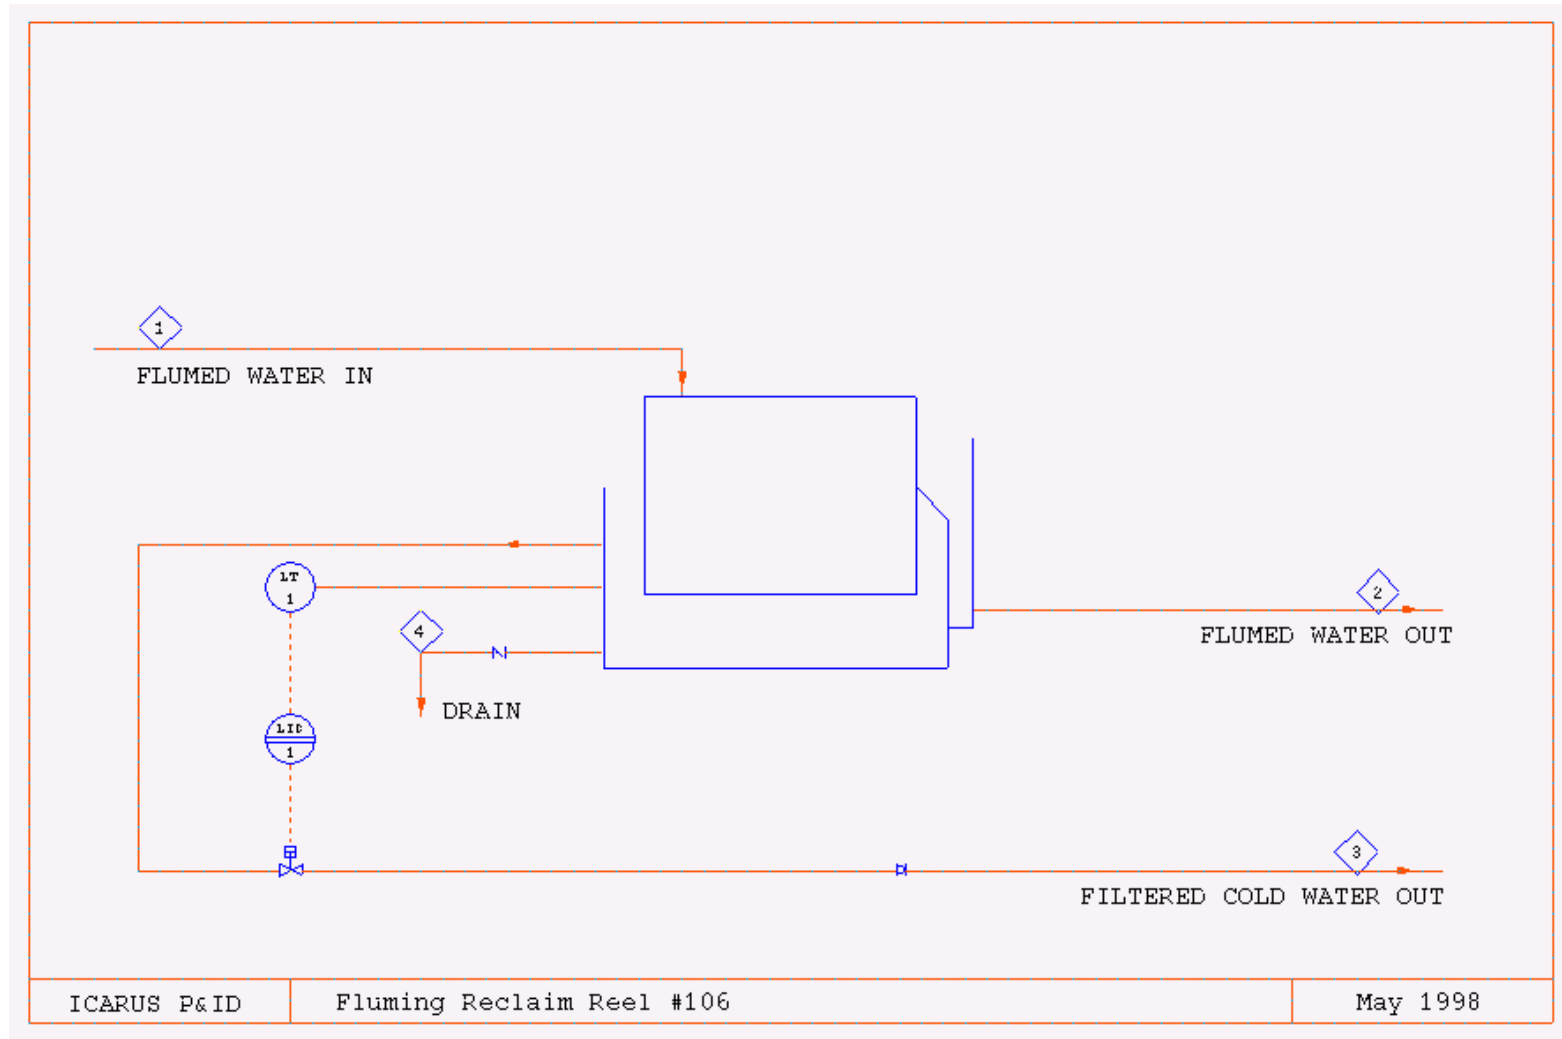 1
FLUMED WATER IN
LT
1
4
DRAIN
2
FLUMED WATER OUT
LIC
1
3
FILTERED COLD WATER OUT
ICARUS P&ID
Fluming Reclaim Reel #106
May 1998